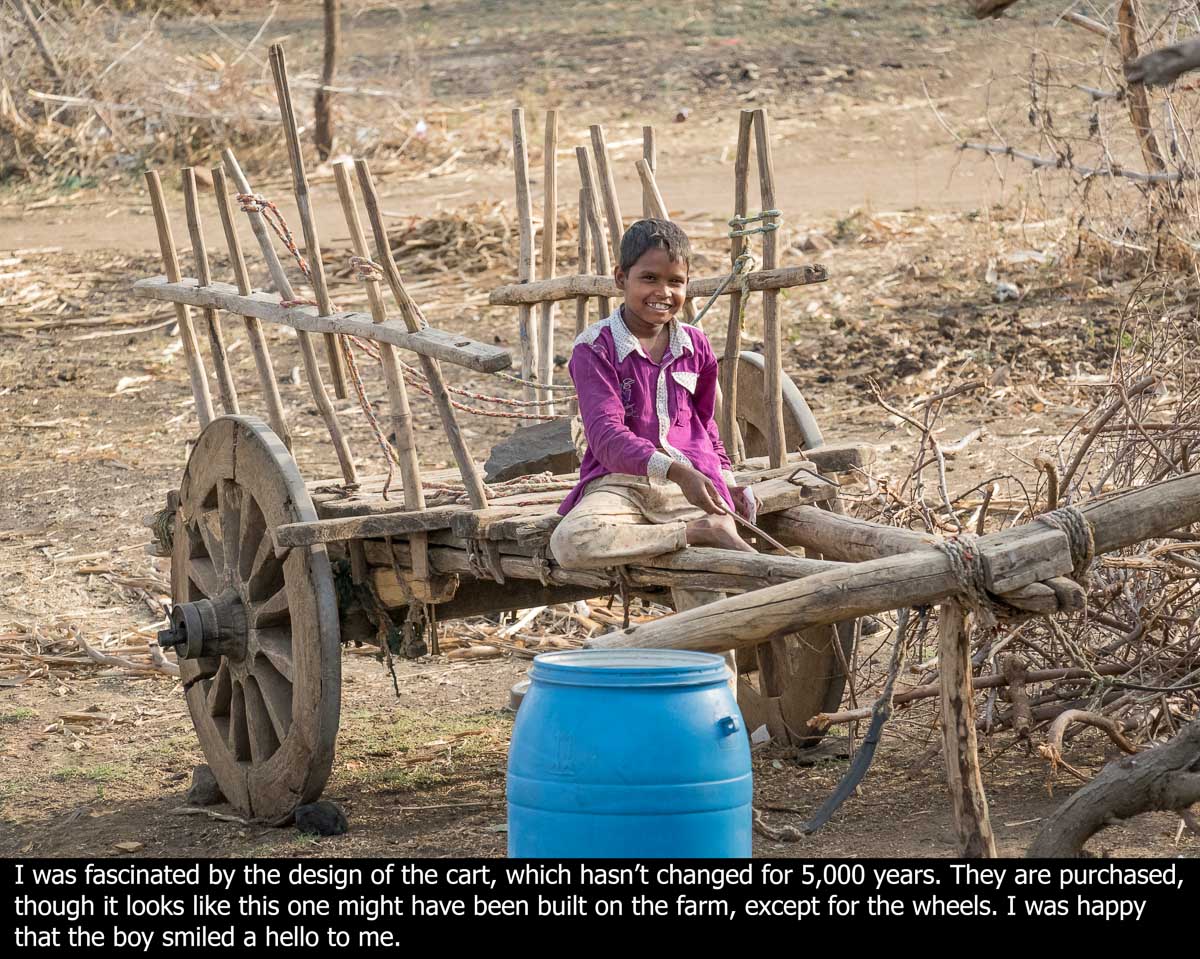 I was fascinated by the design of the cart, which hasn’t changed for 5,000 years. They are purchased,
though it looks like this one might have been built on the farm, except for the wheels. I was happy
that the boy smiled a hello to me.